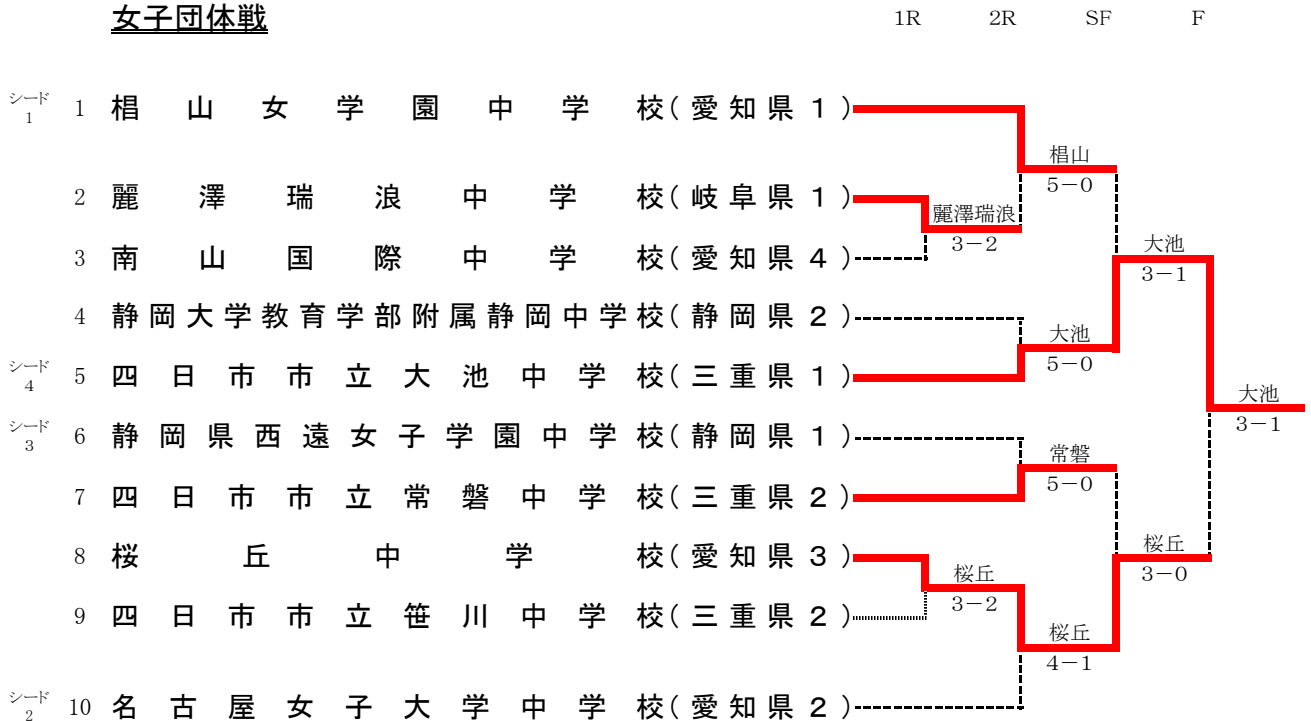 女子団体戦 1R 2R SF F
シード1 1 椙山女学園中学校(愛知県1)
椙山
5-0
2 麗澤瑞浪中学校(岐阜県1)
麗澤瑞浪
3-2
3 南山国際中学校(愛知県4)
大池
3-1
4 静岡大学教育学部附属静岡中学校(静岡県2)
大池
5-0
シード4 5 四日市市立大池中学校(三重県1)
大池
3-1
シード3 6 静岡県西遠女子学園中学校(静岡県1)
常磐
5-0
7 四日市市立常磐中学校(三重県2)
8 桜丘中学校(愛知県3)
桜丘
3-0
桜丘
3-2
9 四日市市立笹川中学校(三重県2)
桜丘
4-1
シード2 10 名古屋女子大学中学校(愛知県2)